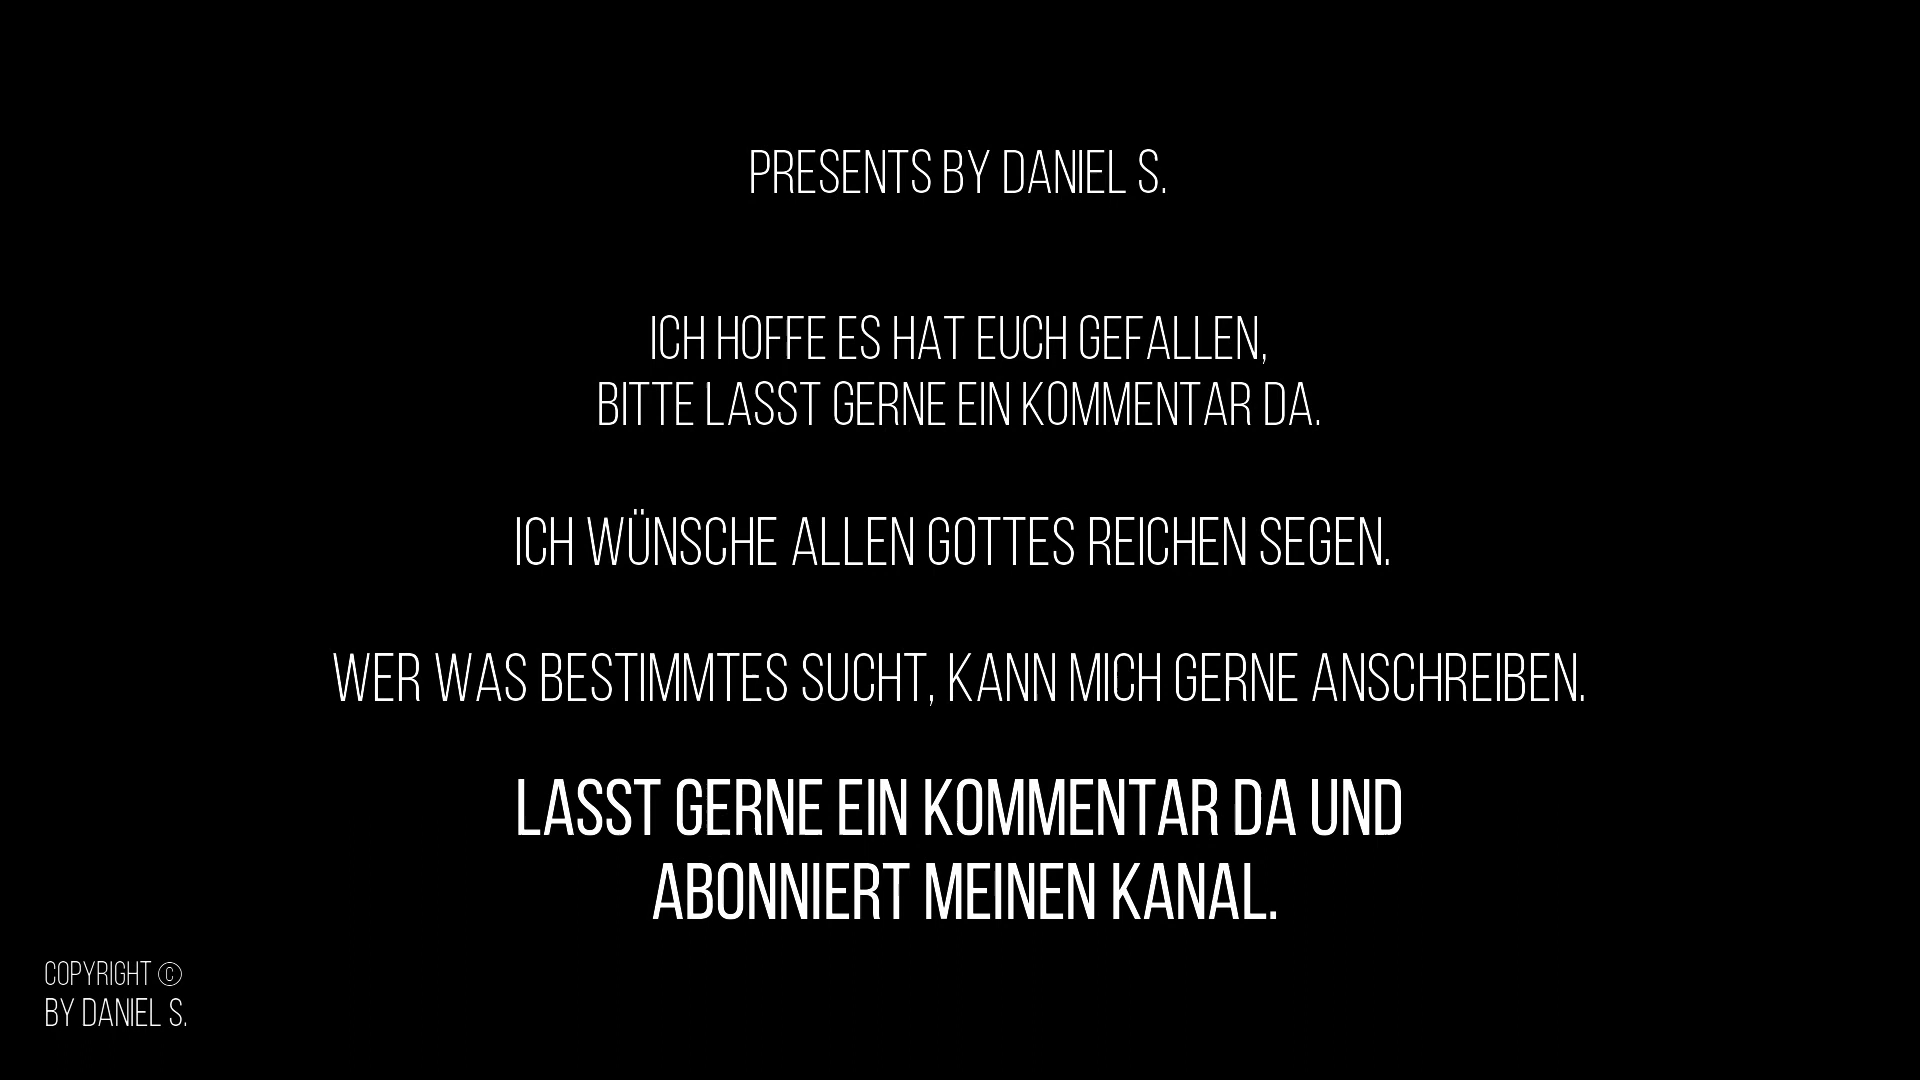 PRESENTS BY DANIEL S.
ICH HOFFE ES HAT EUCH GEFALLEN,
BITTE LASST GERNE EIN KOMMENTAR DA.
ICH WÜNSCHE ALLEN GOTTES REICHEN SEGEN.
WER WAS BESTIMMTES SUCHT, KANN MICH GERNE ANSCHREIBEN.
LASST GERNE EIN KOMMENTAR DA UND
ABONNIERT MEINEN KANAL.
COPYRIGHT ©
BY DANIEL S.